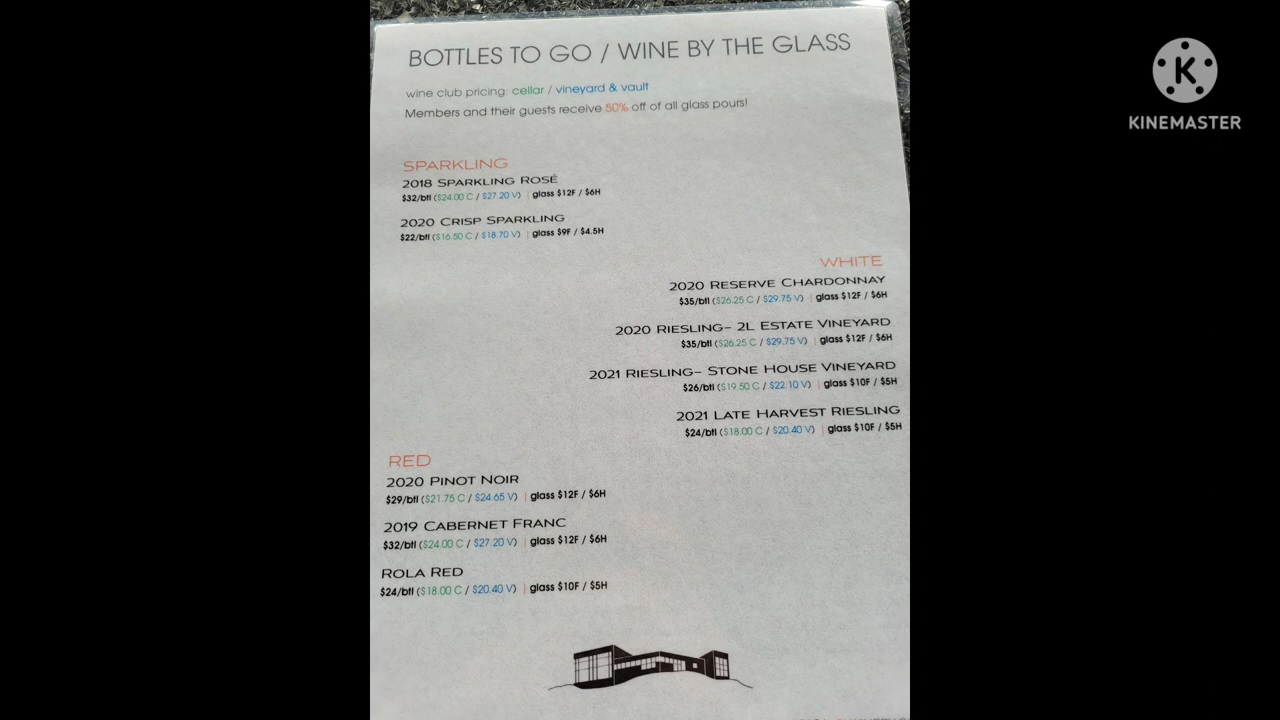 BOTTLES TO GO / WINE BY THE GLASS
wine club pricing: cellar / vineyard & vault
Members and their guests receive 50% off of all glass pours!
SPARKLING
2018 SPARKLING ROSÉ
$32/btl ($24.00 C / $27.20 V) | glass $12F / $6H
2020 CRISP SPARKLING
$22/btl ($16.50 C / $18.70 V) | glass $9F / $4.5H
WHITE
2020 RESERVE CHARDONNAY
$35/btl ($26.25 C / $29.75 V) | glass $12F / $6H
2020 RIESLING– 2L ESTATE VINEYARD
$35/btl ($26.25 C / $29.75 V) | glass $12F / $6H
2021 RIESLING– STONE HOUSE VINEYARD
$26/btl ($19.50 C / $22.10 V) | glass $10F / $5H
2021 LATE HARVEST RIESLING
$24/btl ($18.00 C / $20.40 V) | glass $10F / $5H
RED
2020 PINOT NOIR
$29/btl ($21.75 C / $24.65 V) | glass $12F / $6H
2019 CABERNET FRANC
$32/btl ($24.00 C / $27.20 V) | glass $12F / $6H
ROLA RED
$24/btl ($18.00 C / $20.40 V) | glass $10F / $5H
K
KINEMASTER